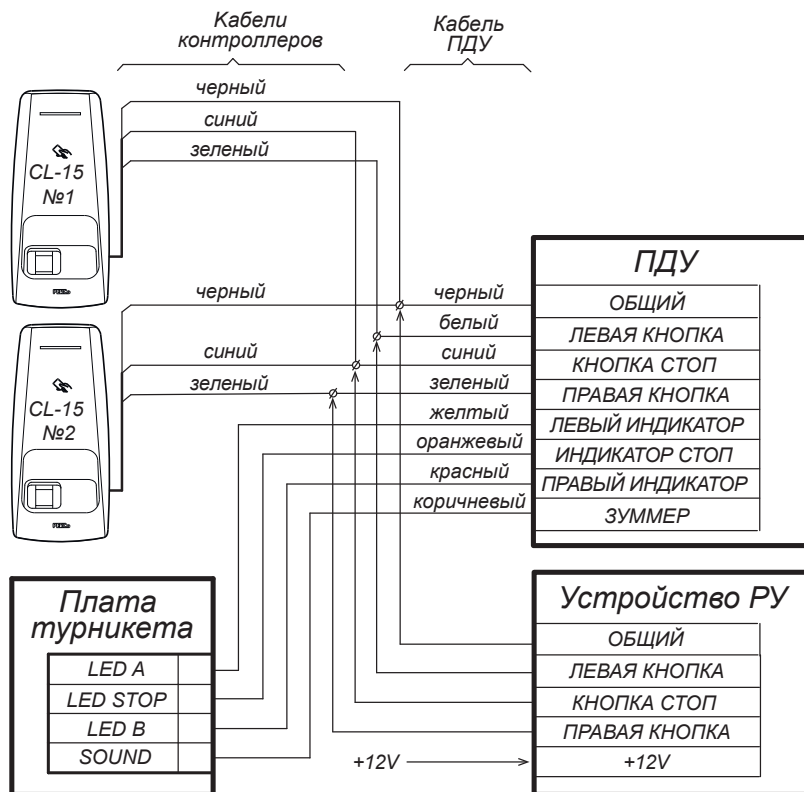 Кабели
контроллеров
Кабель
ПДУ
черный
синий
зеленый
CL-15
№1
черный
синий
зеленый
CL-15
№2
черный
белый
синий
зеленый
желтый
оранжевый
красный
коричневый
ПДУ
ОБЩИЙ
ЛЕВАЯ КНОПКА
КНОПКА СТОП
ПРАВАЯ КНОПКА
ЛЕВЫЙ ИНДИКАТОР
ИНДИКАТОР СТОП
ПРАВЫЙ ИНДИКАТОР
ЗУММЕР
Плата
турникета
LED A
LED STOP
LED B
SOUND
Устройство РУ
ОБЩИЙ
ЛЕВАЯ КНОПКА
КНОПКА СТОП
ПРАВАЯ КНОПКА
+12V
+12V